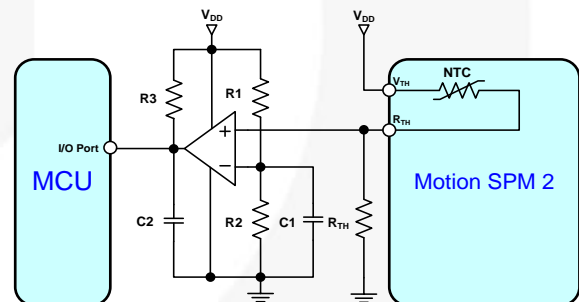 VDD
VDD
NTC
VTH
R3
R1
RTH
I/O Port
+
−
MCU
Motion SPM 2
C2
R2
C1
RTH